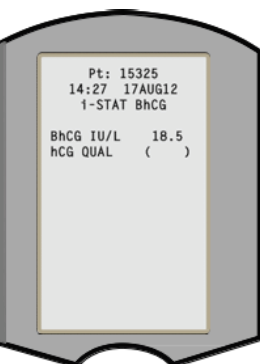 Pt: 15325
14:27 17AUG12
i-STAT BhCG
BhCG IU/L 18.5
hCG QUAL ( )